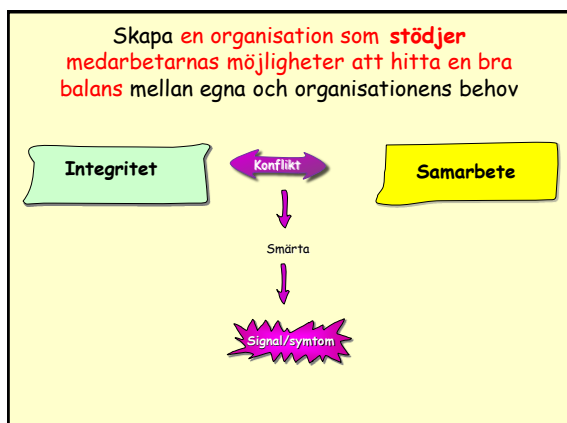 Skapa en organisation som stödjer
medarbetarnas möjligheter att hitta en bra
balans mellan egna och organisationens behov
Integritet
Konflikt
Samarbete
Smärta
Signal/symtom